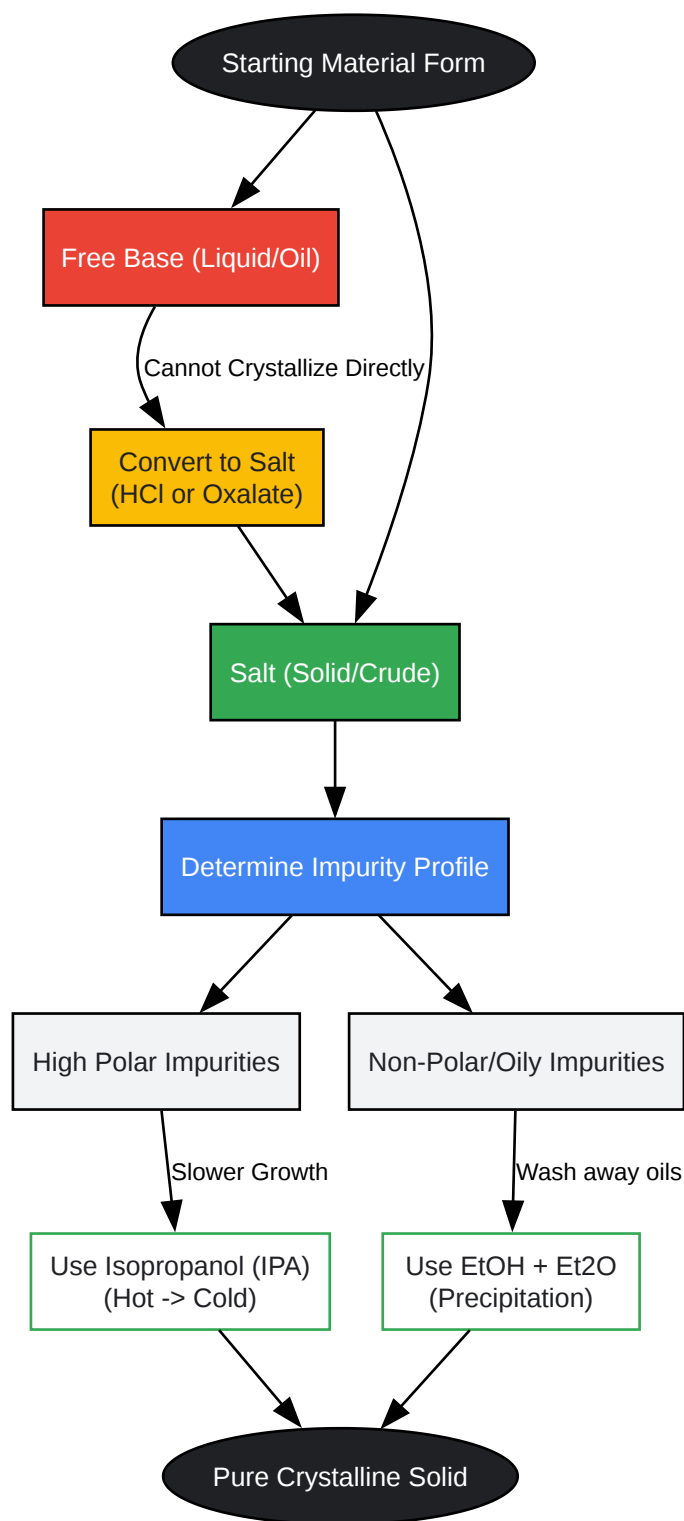 Starting Material Form
Free Base (Liquid/Oil)
Cannot Crystallize Directly
Convert to Salt
(HCl or Oxalate)
Salt (Solid/Crude)
Determine Impurity Profile
High Polar Impurities
Non-Polar/Oily Impurities
Slower Growth
Wash away oils
Use Isopropanol (IPA)
(Hot -> Cold)
Use EtOH + Et2O
(Precipitation)
Pure Crystalline Solid